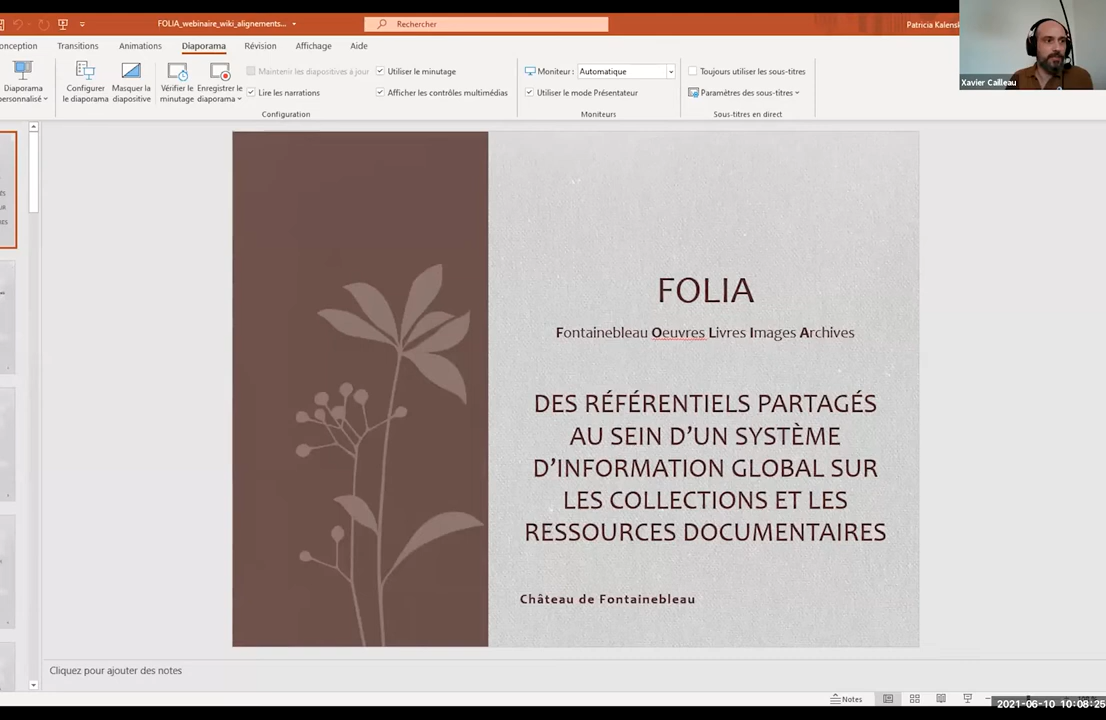 FOLIA_webinaire_wiki_alignements...
Rechercher
Patricia Kalensk
onception
Transitions
Animations
Diaporama
Révision
Affichage
Aide
Diaporama
personnalisé
Configurer
le diaporama
Masquer la
diapositive
Vérifier le
minutage
Enregistrer le
diaporama
Maintenir les diapositives à jour
Lire les narrations
Utiliser le minutage
Afficher les contrôles multimédias
Configuration
Moniteur :
Automatique
Utiliser le mode Présentateur
Moniteurs
Toujours utiliser les sous-titres
Paramètres des sous-titres
Sous-titres en direct
Xavier Cailleau
FOLIA
Fontainebleau Oeuvres Livres Images Archives
DES RÉFÉRENTIELS PARTAGÉS
AU SEIN D'UN SYSTÈME
D'INFORMATION GLOBAL SUR
LES COLLECTIONS ET LES
RESSOURCES DOCUMENTAIRES
Château de Fontainebleau
Cliquez pour ajouter des notes
Notes
2021-06-10 10:08:25